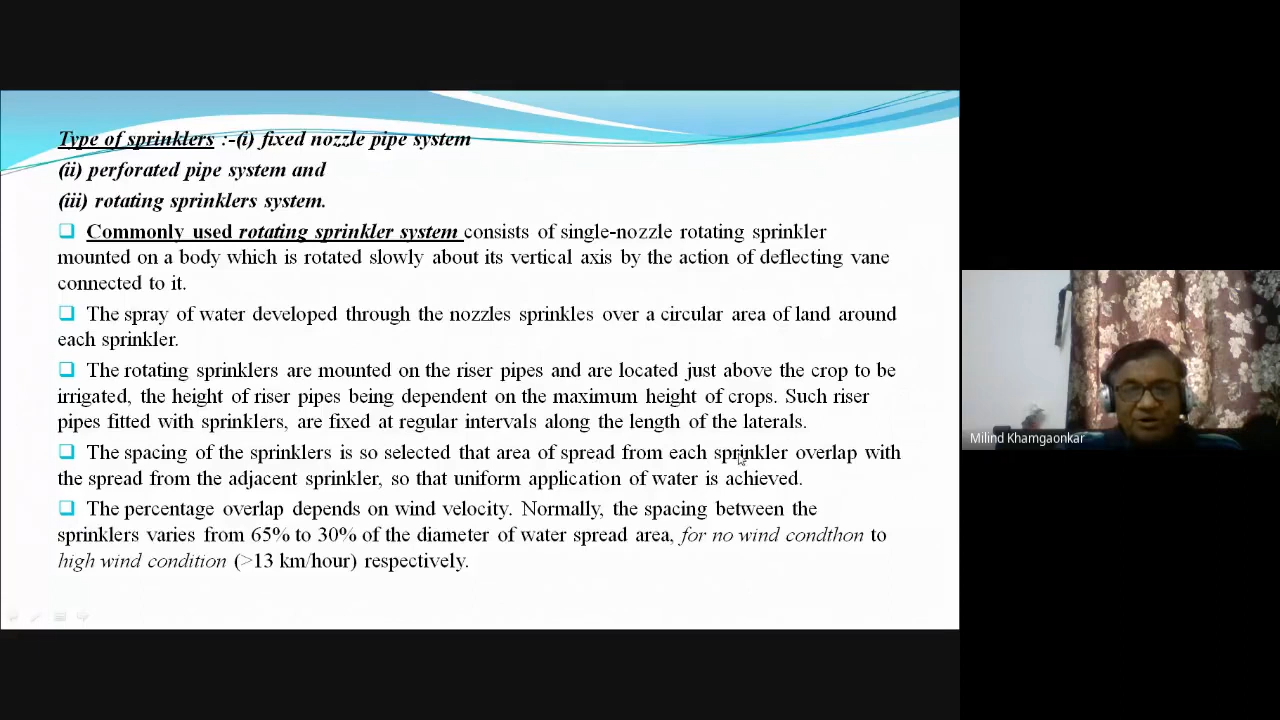 Type of sprinklers :-(i) fixed nozzle pipe system
(ii) perforated pipe system and
(iii) rotating sprinklers system.
Commonly used rotating sprinkler system consists of single-nozzle rotating sprinkler
mounted on a body which is rotated slowly about its vertical axis by the action of deflecting vane
connected to it.
The spray of water developed through the nozzles sprinkles over a circular area of land around
each sprinkler.
The rotating sprinklers are mounted on the riser pipes and are located just above the crop to be
irrigated, the height of riser pipes being dependent on the maximum height of crops. Such riser
pipes fitted with sprinklers, are fixed at regular intervals along the length of the laterals.
The spacing of the sprinklers is so selected that area of spread from each sprinkler overlap with
the spread from the adjacent sprinkler, so that uniform application of water is achieved.
The percentage overlap depends on wind velocity. Normally, the spacing between the
sprinklers varies from 65% to 30% of the diameter of water spread area, for no wind condthon to
high wind condition (>13 km/hour) respectively.
Milind Khamgaonkar